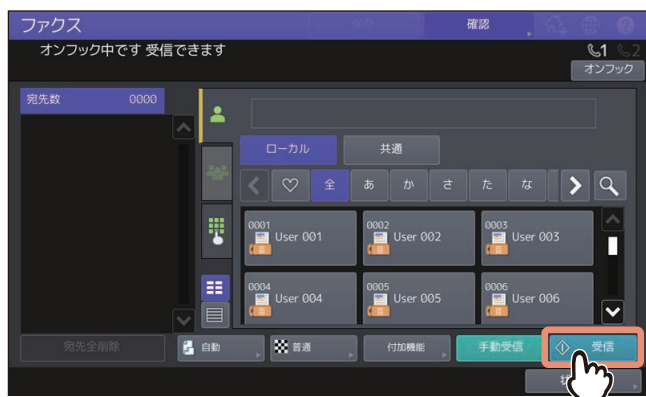 ファクス
確認
オンフック中です 受信できます
1 2
オンフック
宛先数 0000
ローカル 共通
全 あ か さ た な
0001 User 001
0002 User 002
0003 User 003
0004 User 004
0005 User 005
0006 User 006
宛先全削除 自動 普通 付加機能 手動受信 受信